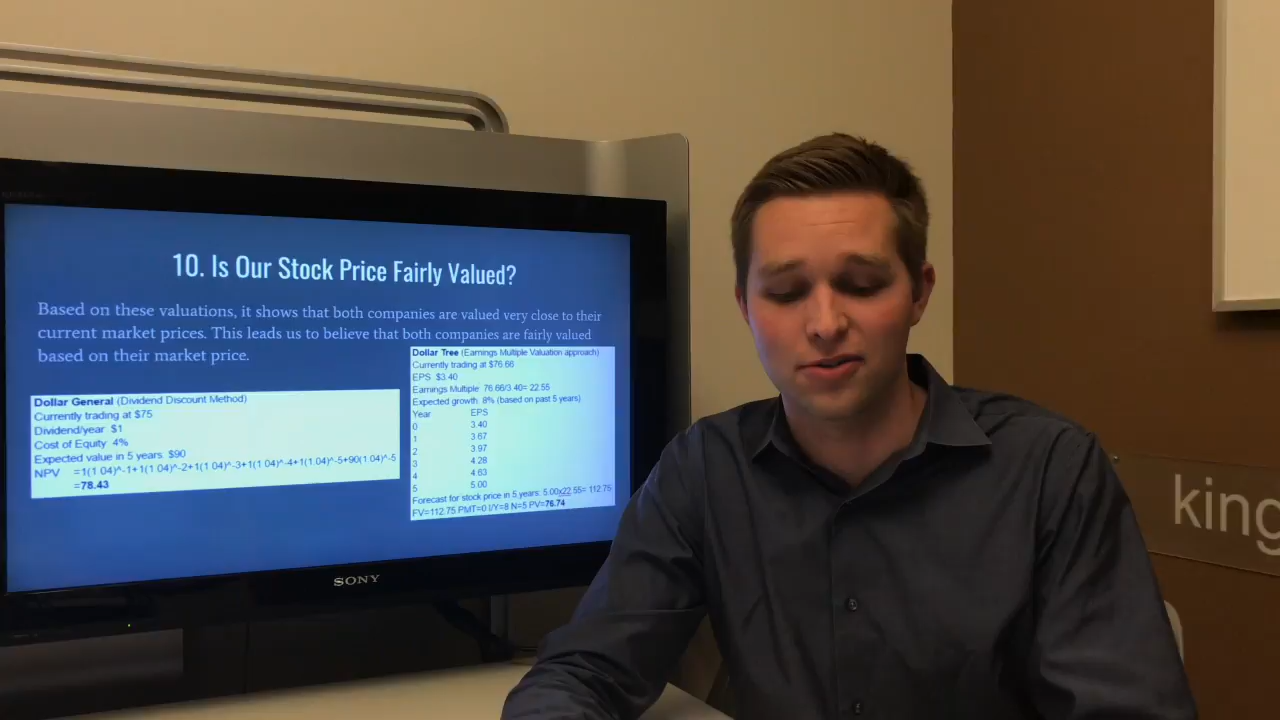 10. Is Our Stock Price Fairly Valued?
Based on these valuations, it shows that both companies are valued very close to their
current market prices. This leads us to believe that both companies are fairly valued
based on their market price.
Dollar General (Dividend Discount Method)
Currently trading at $75
Dividend/year $1
Cost of Equity 4%
Expected value in 5 years $90
NPV =1(1.04)^-1+1(1.04)^-2+1(1.04)^-3+1(1.04)^-4+1(1.04)^-5+90(1.04)^-5
=78.43
Dollar Tree (Earnings Multiple Valuation approach)
Currently trading at $76.66
EPS $3.40
Earnings Multiple 76.66/3.40= 22.55
Expected growth 8% (based on past 5 years)
Year EPS
0 3.40
1 3.67
2 3.97
3 4.28
4 4.63
5 5.00
Forecast for stock price in 5 years: 5.00x22.55= 112.75
FV=112.75 PMT=0 I/Y=8 N=5 PV=76.74
SONY
king